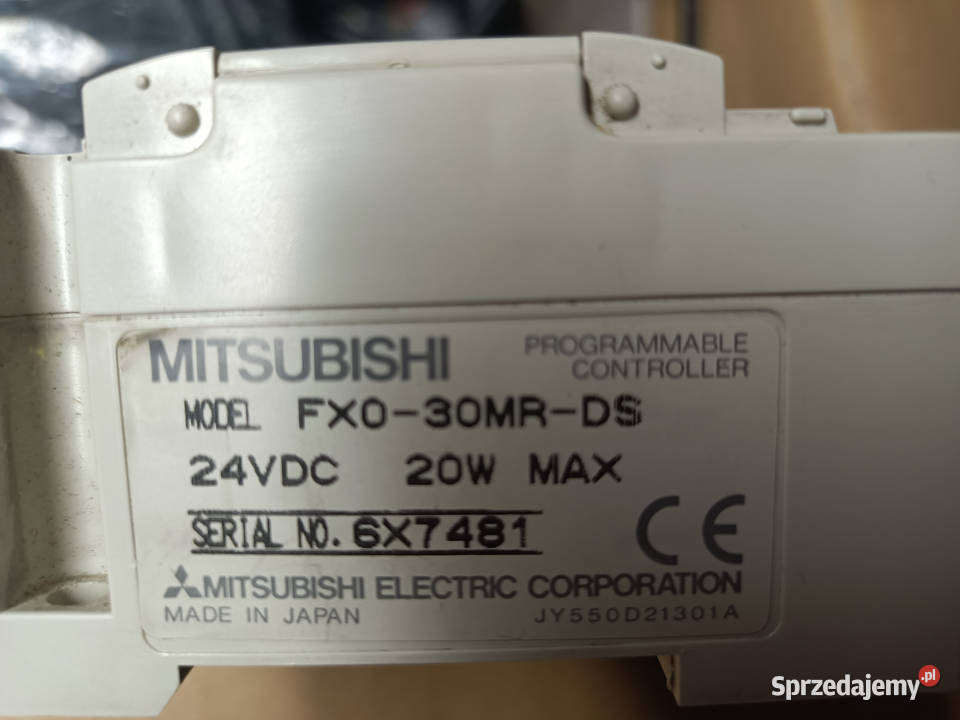 MITSUBISHI PROGRAMMABLE CONTROLLER
MODEL FX0-30MR-DS
24VDC 20W MAX
SERIAL NO. 6X7481
CE
MITSUBISHI ELECTRIC CORPORATION
MADE IN JAPAN JY550D21301A
Sprzedajemy.pl